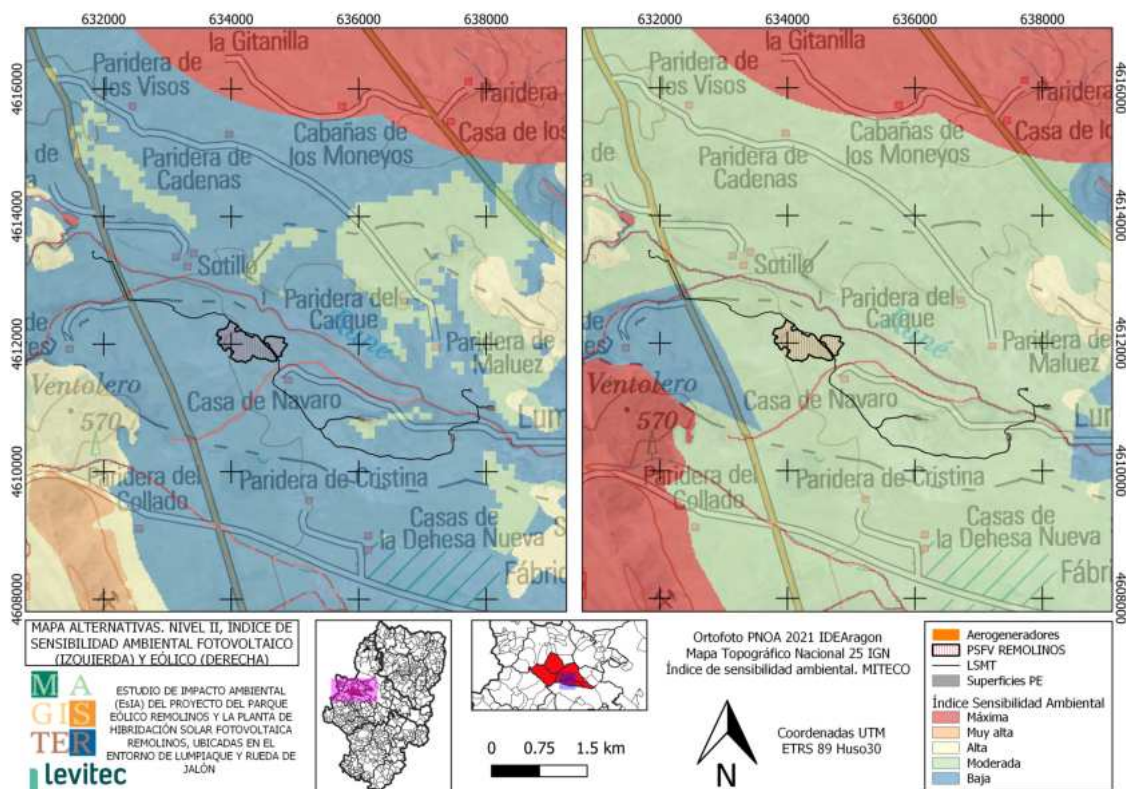 632000 634000 636000 638000 632000 634000 636000 638000
4616000
4614000
4612000
4610000
4608000
la Gitanilla
Paridera de
los Visos
Paridera
Casa de los
Cabañas de
los Moneyos
Paridera de
Cadenas
de
Sotillo
Paridera del
Carque
Paridera de
Maluez
Ventolero
570
Casa de Navaro
Lum
Paridera del
Collado
Paridera de Cristina
Casas de
la Dehesa Nueva
Fábric
la Gitanilla
Paridera de
los Visos
Paridera
Casa de los
Cabañas de
los Moneyos
Paridera de
Cadenas
de
Sotillo
Paridera del
Carque
Paridera de
Maluez
Ventolero
570
Casa de Navaro
Lum
Paridera del
Collado
Paridera de Cristina
Casas de
la Dehesa Nueva
Fábri
4616000
4614000
4612000
4610000
4608000
MAPA ALTERNATIVAS. NIVEL II, INDICE DE
SENSIBILIDAD AMBIENTAL FOTOVOLTAICO
(IZQUIERDA) Y EÓLICO (DERECHA)
MA
GIS
TER
levitec
ESTUDIO DE IMPACTO AMBIENTAL
(EsIA) DEL PROYECTO DEL PARQUE
EÓLICO REMOLINOS Y LA PLANTA DE
HIBRIDACIÓN SOLAR FOTOVOLTAICA
REMOLINOS, UBICADAS EN EL
ENTORNO DE LUMPIAQUE Y RUEDA DE
JALÓN
0 0.75 1.5 km
Ortofoto PNOA 2021 IDEAragon
Mapa Topográfico Nacional 25 IGN
Índice de sensibilidad ambiental. MITECO
N
Coordenadas UTM
ETRS 89 Huso30
Aerogeneradores
PSFV REMOLINOS
LSMT
Superficies PE
Índice Sensibilidad Ambiental
Máxima
Muy alta
Alta
Moderada
Baja